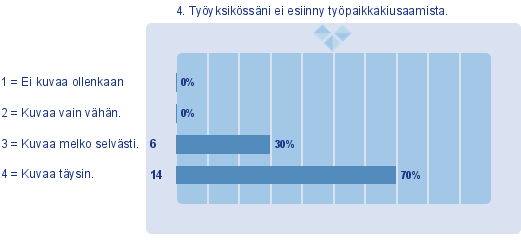 4. Työyksikössäni ei esiinny työpaikkakiusaamista.
1 = Ei kuvaa ollenkaan 0%
2 = Kuvaa vain vähän. 0%
3 = Kuvaa melko selvästi. 6 30%
4 = Kuvaa täysin. 14 70%